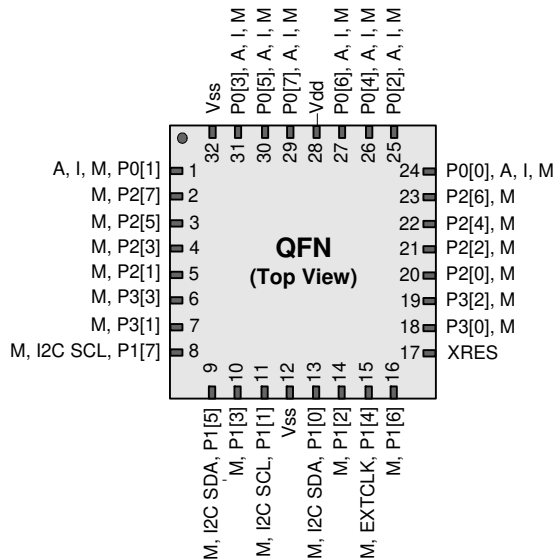 Vss
P0[3], A, I, M
P0[5], A, I, M
P0[7], A, I, M
Vdd
P0[6], A, I, M
P0[4], A, I, M
P0[2], A, I, M
32
31
30
29
28
27
26
25
A, I, M, P0[1] 1
M, P2[7] 2
M, P2[5] 3
M, P2[3] 4
M, P2[1] 5
M, P3[3] 6
M, P3[1] 7
M, I2C SCL, P1[7] 8
QFN
(Top View)
24 P0[0], A, I, M
23 P2[6], M
22 P2[4], M
21 P2[2], M
20 P2[0], M
19 P3[2], M
18 P3[0], M
17 XRES
9
10
11
12
13
14
15
16
M, I2C SDA, P1[5]
M, P1[3]
M, I2C SCL, P1[1]
Vss
M, I2C SDA, P1[0]
M, P1[2]
M, EXTCLK, P1[4]
M, P1[6]